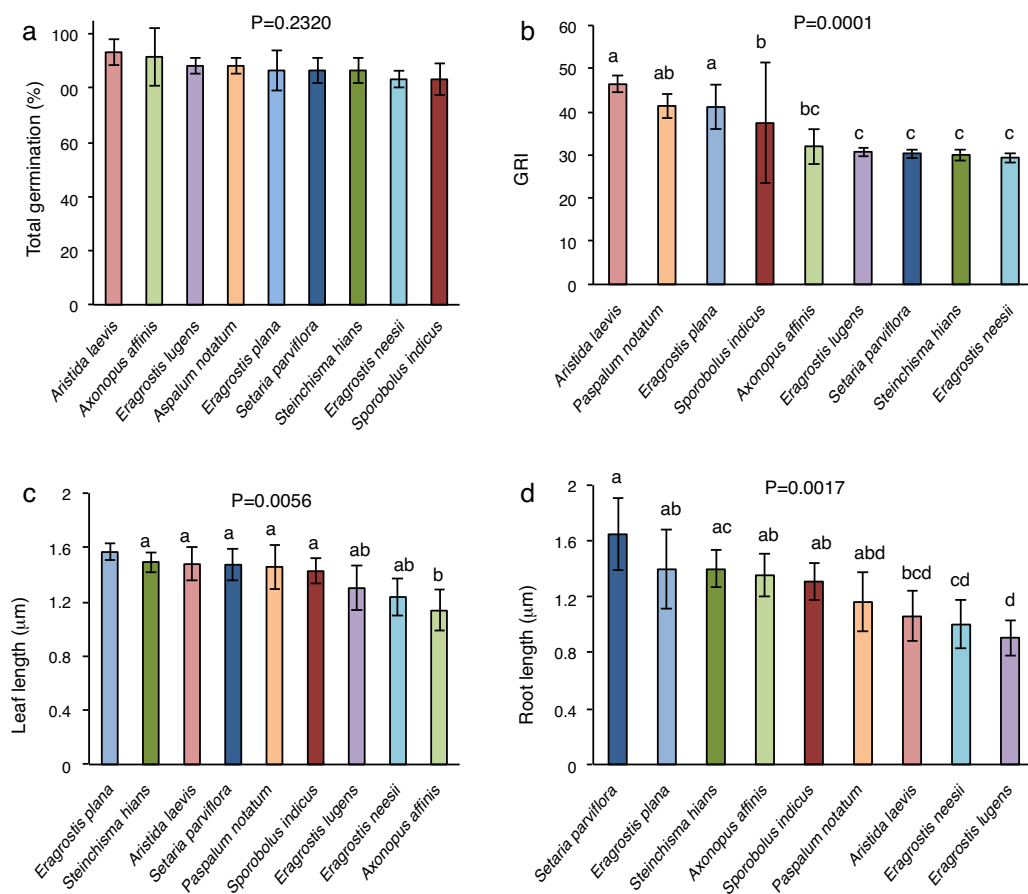 a
P=0.2320
Total germination (%)
100
00
60
40
20
0
Aristida laevis
Axonopus affinis
Eragrostis lugens
Aspalum notatum
Eragrostis plana
Setaria parviflora
Steinchisma hians
Eragrostis neesii
Sporobolus indicus
b
P=0.0001
GRI
60
50
40
30
20
10
0
a
ab
a
b
bc
c
c
c
c
Aristida laevis
Paspalum notatum
Eragrostis plana
Sporobolus indicus
Axonopus affinis
Eragrostis lugens
Setaria parviflora
Steinchisma hians
Eragrostis neesii
c
P=0.0056
Leaf length (μm)
2
1.6
1.2
0.8
0.4
0
a
a
a
a
a
ab
ab
b
Eragrostis plana
Steinchisma hians
Aristida laevis
Setaria parviflora
Paspalum notatum
Sporobolus indicus
Eragrostis lugens
Eragrostis neesii
Axonopus affinis
d
P=0.0017
Root length (μm)
2
1.6
1.2
0.8
0.4
0
a
ab
ac
ab
ab
abd
bcd
cd
d
Setaria parviflora
Eragrostis plana
Steinchisma hians
Axonopus affinis
Sporobolus indicus
Paspalum notatum
Aristida laevis
Eragrostis neesii
Eragrostis lugens